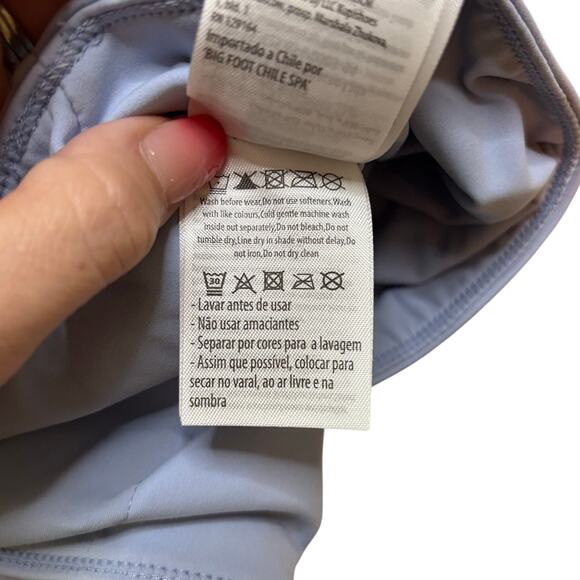 Importado a Chile por
'BIG FOOT CHILE SPA'
Wash before wear,Do not use softeners,Wash
with like colours,Cold gentle machine wash
inside out separately,Do not bleach,Do not
tumble dry,Line dry in shade without delay,Do
not iron,Do not dry clean
30
- Lavar antes de usar
- Não usar amaciantes
- Separar por cores para a lavagem
- Assim que possível, colocar para
secar no varal, ao ar livre e na
sombra